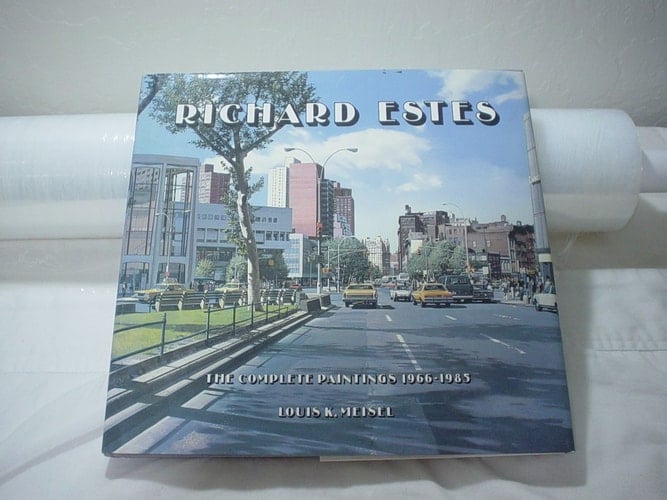 RICHARD ESTES
THE COMPLETE PAINTINGS 1966-1985
LOUIS K. MEISEL